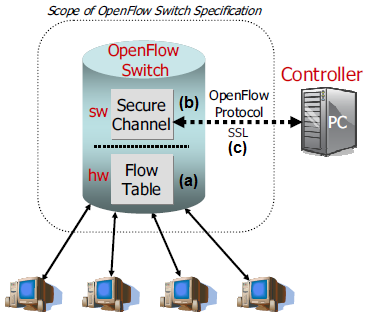 Scope of OpenFlow Switch Specification
OpenFlow
Switch
Controller
sw
Secure
Channel
(b)
OpenFlow
Protocol
SSL
(c)
PC
hw
Flow
Table
(a)